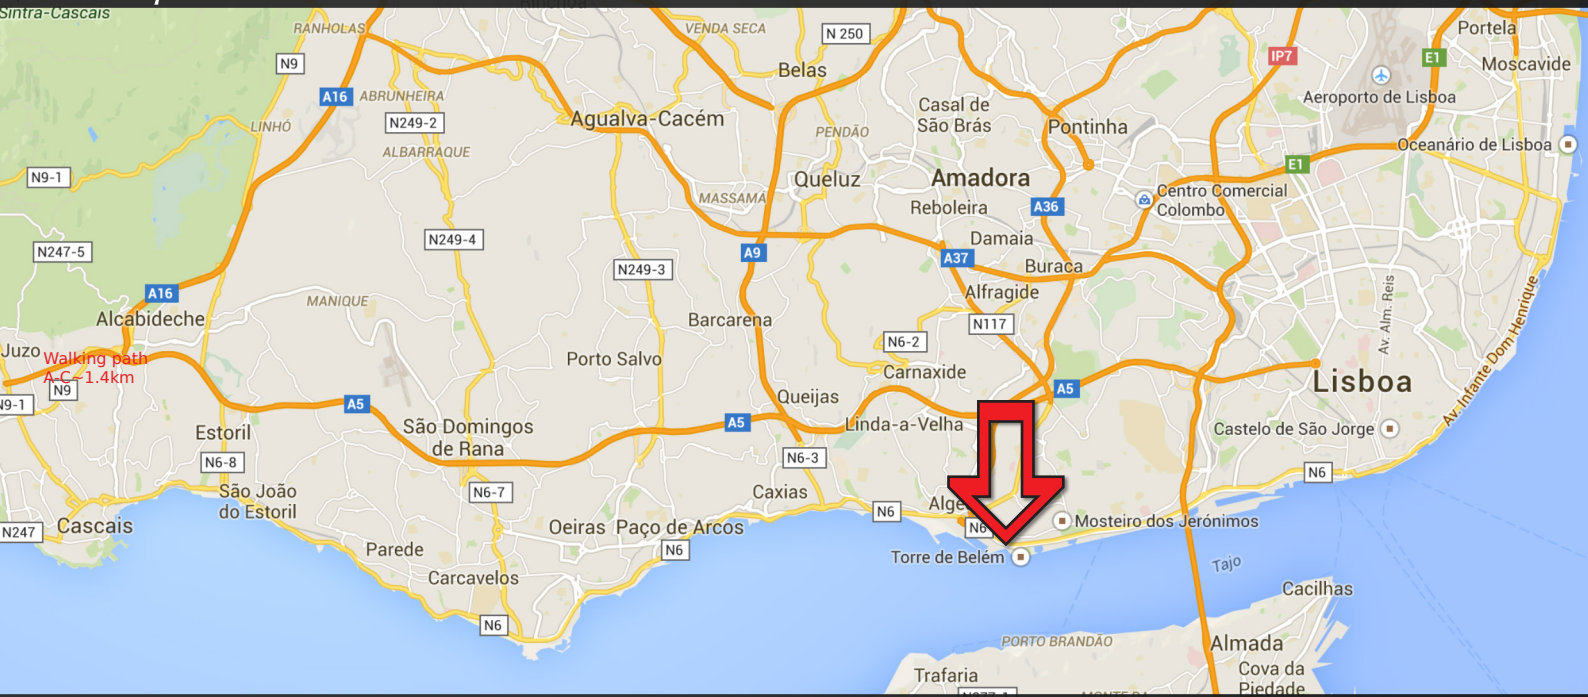 Sintra-Cascais
RANHOLAS
VENDA SECA
N 250
Portela
N9
Belas
IP7
E1
Moscavide
A16
ABRUNHEIRA
Aeroporto de Lisboa
N249-2
Agualva-Cacém
Casal de
São Brás
LINHÓ
PENDÃO
Pontinha
ALBARRAQUE
Oceanário de Lisboa
E1
N9-1
Queluz
Amadora
MASSAMÁ
Reboleira
A36
Centro Comercial
Colombo
N247-5
N249-4
A9
A37
Damaia
N249-3
Buraca
A16
MANIQUE
Alfragide
Alcabideche
Barcarena
N117
Av. Alm. Reis
Av. Infante Dom Henrique
Juzo
Walking path
A-C~1.4km
Porto Salvo
N6-2
Carnaxide
N9
A5
Lisboa
N9-1
A5
Queijas
Estoril
São Domingos
de Rana
A5
Linda-a-Velha
Castelo de São Jorge
N6-8
N6-3
N6
São João
do Estoril
N6-7
Caxias
N6
Alge
N247
Cascais
Oeiras
Paço de Arcos
N6
Mosteiro dos Jerónimos
Parede
N6
Torre de Belém
Tajo
Carcavelos
Cacilhas
N6
PORTO BRANDÃO
Almada
Trafaria
Cova da
Piedade